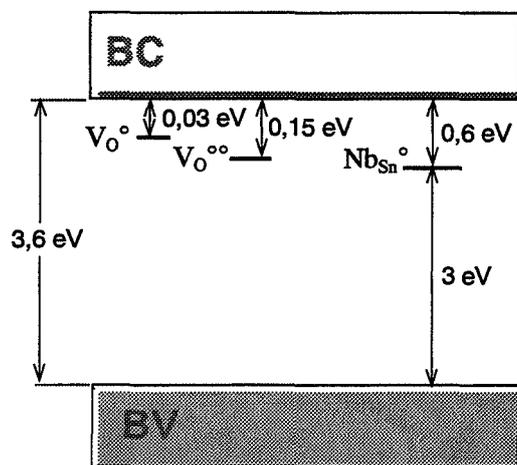 BC
0,03 eV
0,15 eV
0,6 eV
V_O°
V_O°°
Nb_Sn°
3,6 eV
3 eV
BV